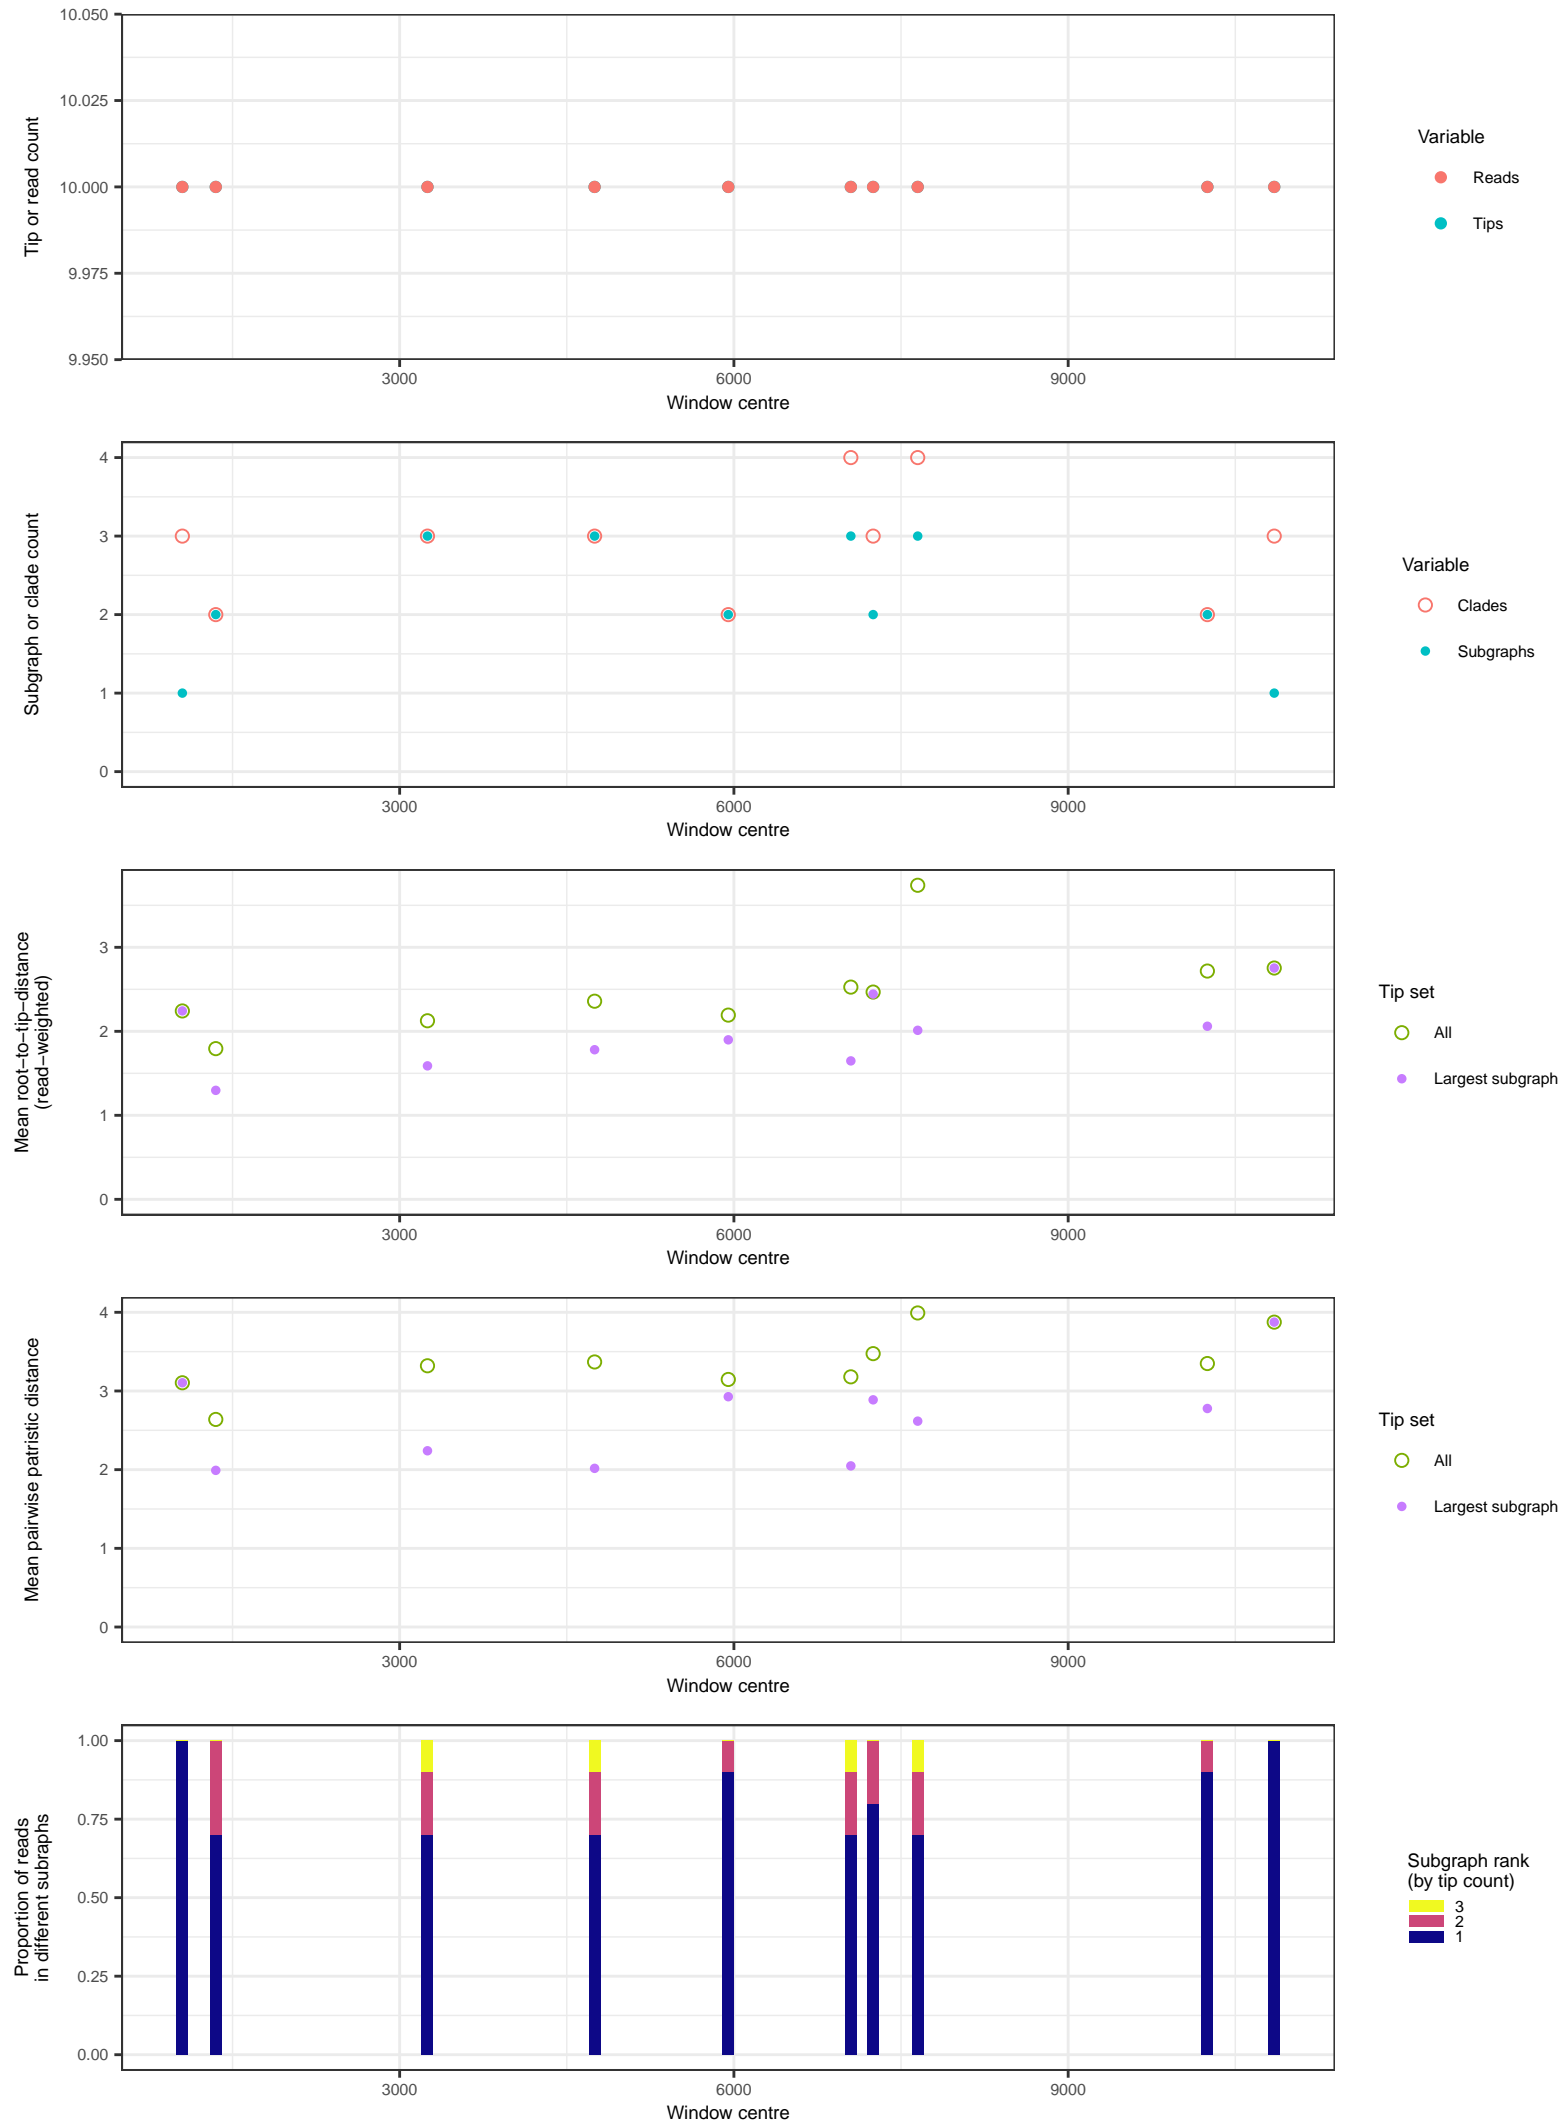 10.050
10.025
10.000
9.975
9.950
Tip or read count
3000
6000
9000
Window centre
Variable
Reads
Tips
4
3
2
1
0
Subgraph or clade count
3000
6000
9000
Window centre
Variable
Clades
Subgraphs
3
2
1
0
Mean root−to−tip−distance
(read−weighted)
3000
6000
9000
Window centre
Tip set
All
Largest subgraph
4
3
2
1
0
Mean pairwise patristic distance
3000
6000
9000
Window centre
Tip set
All
Largest subgraph
1.00
0.75
0.50
0.25
0.00
Proportion of reads
in different subraphs
3000
6000
9000
Window centre
Subgraph rank
(by tip count)
3
2
1